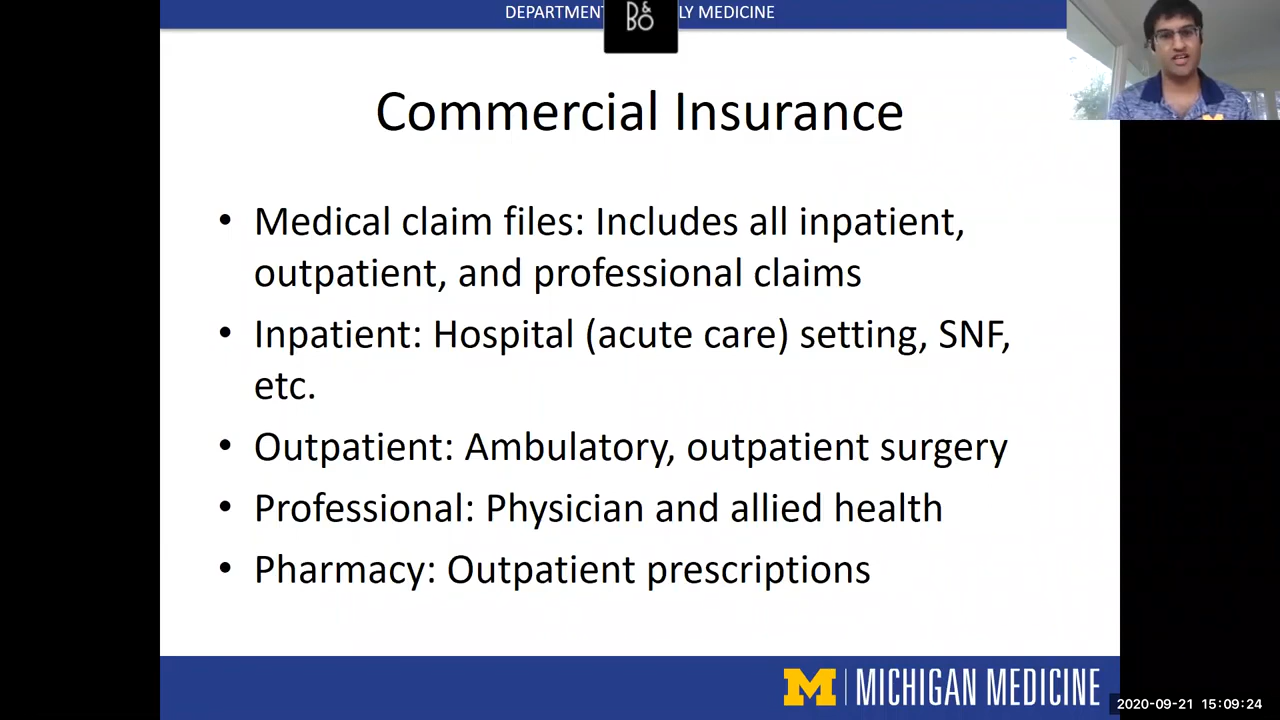 DEPARTMENT LY MEDICINE
D&
BO
Commercial Insurance
• Medical claim files: Includes all inpatient,
outpatient, and professional claims
• Inpatient: Hospital (acute care) setting, SNF,
etc.
• Outpatient: Ambulatory, outpatient surgery
• Professional: Physician and allied health
• Pharmacy: Outpatient prescriptions
M MICHIGAN MEDICINE
2020-09-21 15:09:24